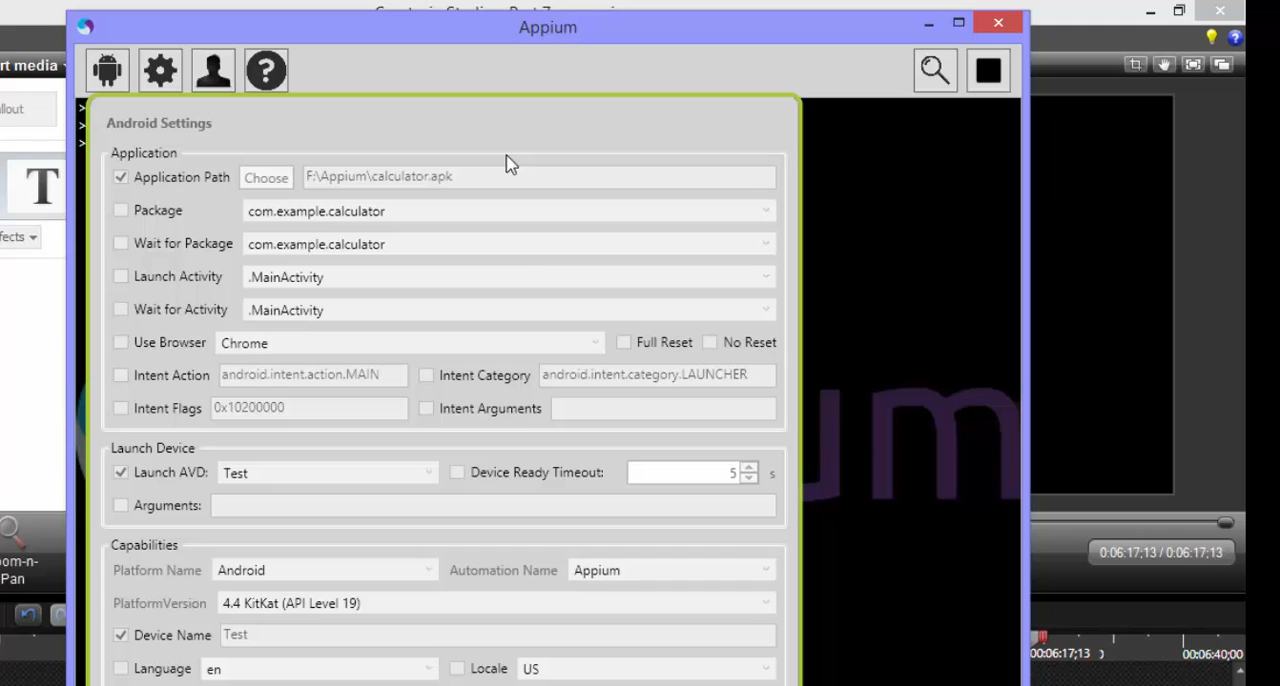 Appium
rt media
llout
T
fects
Android Settings
Application
Application Path Choose F:\Appium\calculator.apk
Package com.example.calculator
Wait for Package com.example.calculator
Launch Activity .MainActivity
Wait for Activity .MainActivity
Use Browser Chrome Full Reset No Reset
Intent Action android.intent.action.MAIN Intent Category android.intent.category.LAUNCHER
Intent Flags 0x10200000 Intent Arguments
um
Launch Device
Launch AVD: Test Device Ready Timeout: 5 s
Arguments:
Capabilities
Platform Name Android Automation Name Appium
PlatformVersion 4.4 KitKat (API Level 19)
Device Name Test
Language en Locale US
oom-n-
Pan
0:06:17;13 / 0:06:17;13
00:06:17;13 00:06:40;00